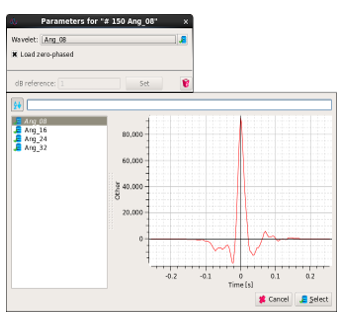 Parameters for "# 150 Ang_08"
Wavelet: Ang_08
Load zero-phased
dB reference: 1 Set
Ang_08
Ang_16
Ang_24
Ang_32
Other
80,000
60,000
40,000
20,000
0
-0.2 -0.1 0 0.1 0.2
Time [s]
Cancel Select